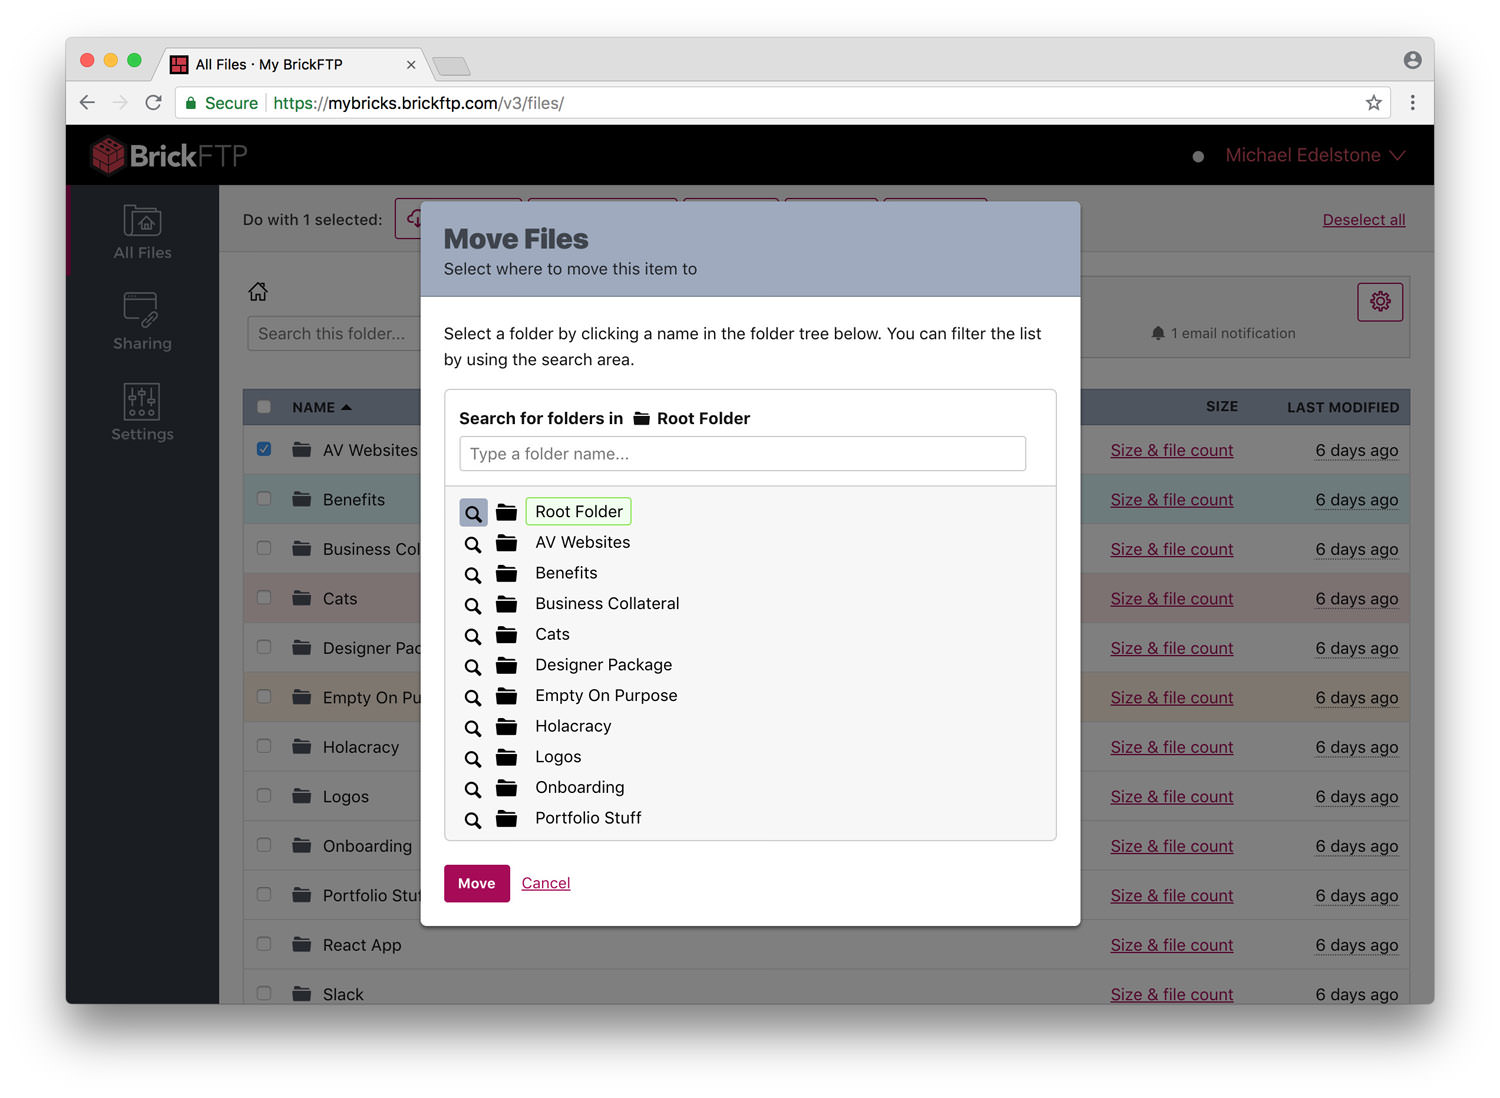 All Files · My BrickFTP
Secure https://mybricks.brickftp.com/v3/files/
BrickFTP
Michael Edelstone
All Files
Sharing
Settings
Do with 1 selected:
Deselect all
Search this folder...
1 email notification
NAME
SIZE
LAST MODIFIED
AV Websites
Size & file count
6 days ago
Benefits
Size & file count
6 days ago
Business Col
Size & file count
6 days ago
Cats
Size & file count
6 days ago
Designer Pac
Size & file count
6 days ago
Empty On Pu
Size & file count
6 days ago
Holacracy
Size & file count
6 days ago
Logos
Size & file count
6 days ago
Onboarding
Size & file count
6 days ago
Portfolio Stuf
Size & file count
6 days ago
React App
Size & file count
6 days ago
Slack
Size & file count
6 days ago
Move Files
Select where to move this item to
Select a folder by clicking a name in the folder tree below. You can filter the list
by using the search area.
Search for folders in Root Folder
Type a folder name...
Root Folder
AV Websites
Benefits
Business Collateral
Cats
Designer Package
Empty On Purpose
Holacracy
Logos
Onboarding
Portfolio Stuff
Move
Cancel